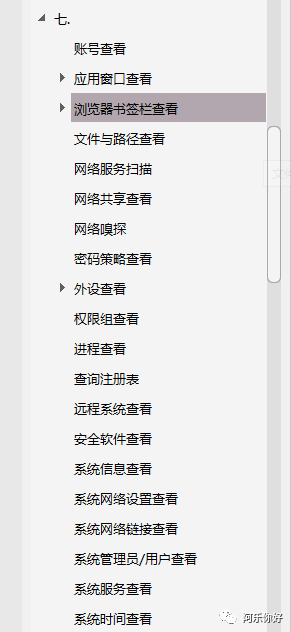 七.
账号查看
应用窗口查看
浏览器书签栏查看
文件与路径查看
网络服务扫描
网络共享查看
网络嗅探
密码策略查看
外设查看
权限组查看
进程查看
查询注册表
远程系统查看
安全软件查看
系统信息查看
系统网络设置查看
系统网络链接查看
系统管理员/用户查看
系统服务查看
系统时间查看
阿乐你好